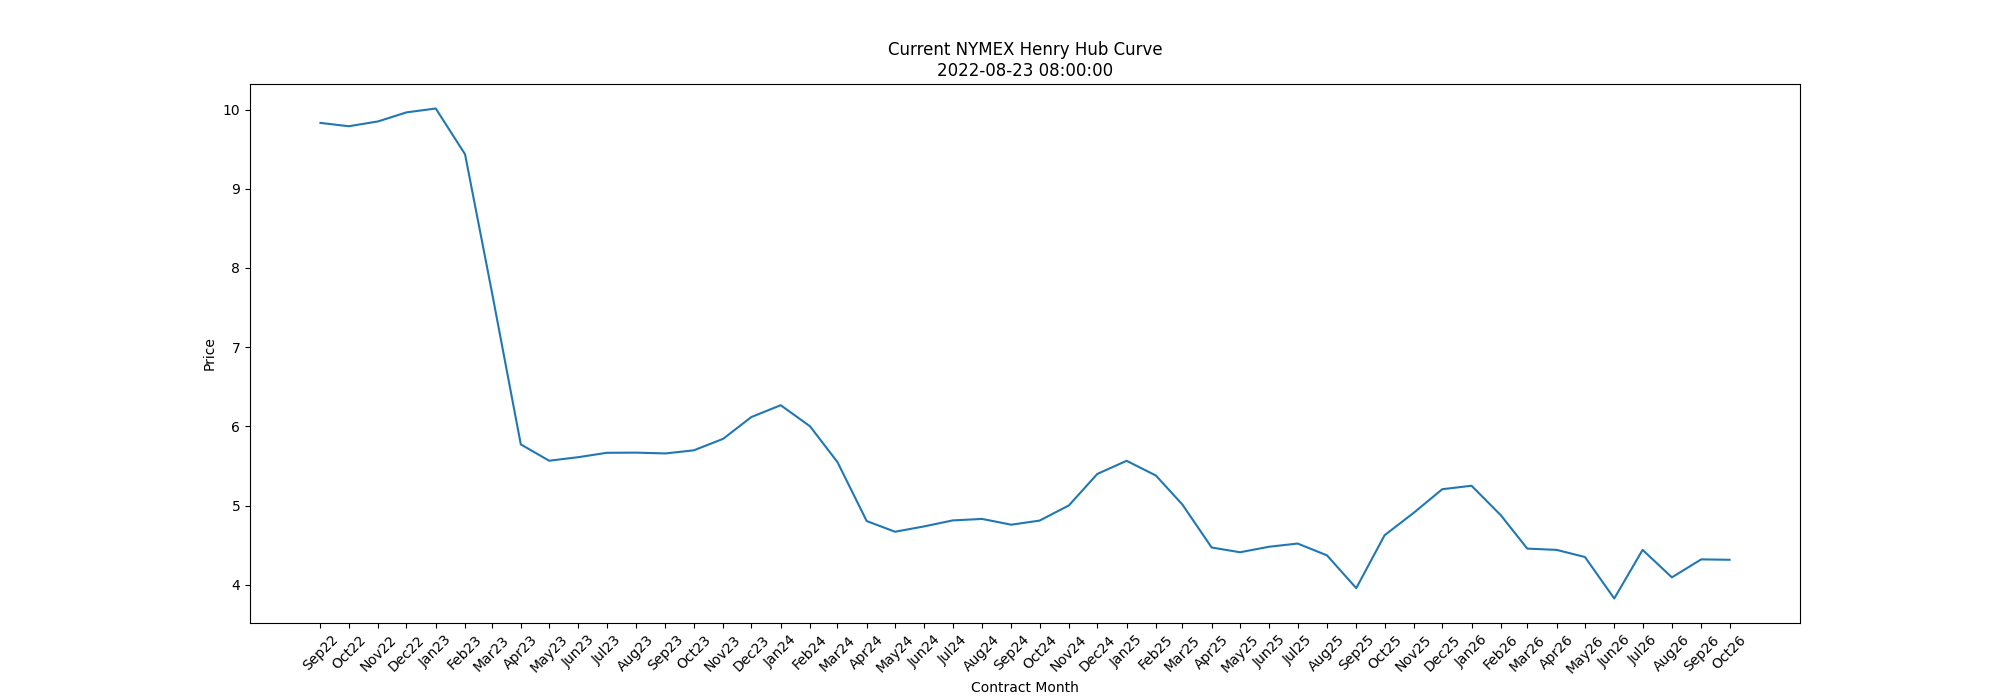 Current NYMEX Henry Hub Curve
2022-08-23 08:00:00
10
9
8
7
6
5
4
Price
Sep22
Oct22
Nov22
Dec22
Jan23
Feb23
Mar23
Apr23
May23
Jun23
Jul23
Aug23
Sep23
Oct23
Nov23
Dec23
Jan24
Feb24
Mar24
Apr24
May24
Jun24
Jul24
Aug24
Sep24
Oct24
Nov24
Dec24
Jan25
Feb25
Mar25
Apr25
May25
Jun25
Jul25
Aug25
Sep25
Oct25
Nov25
Dec25
Jan26
Feb26
Mar26
Apr26
May26
Jun26
Jul26
Aug26
Sep26
Oct26
Contract Month